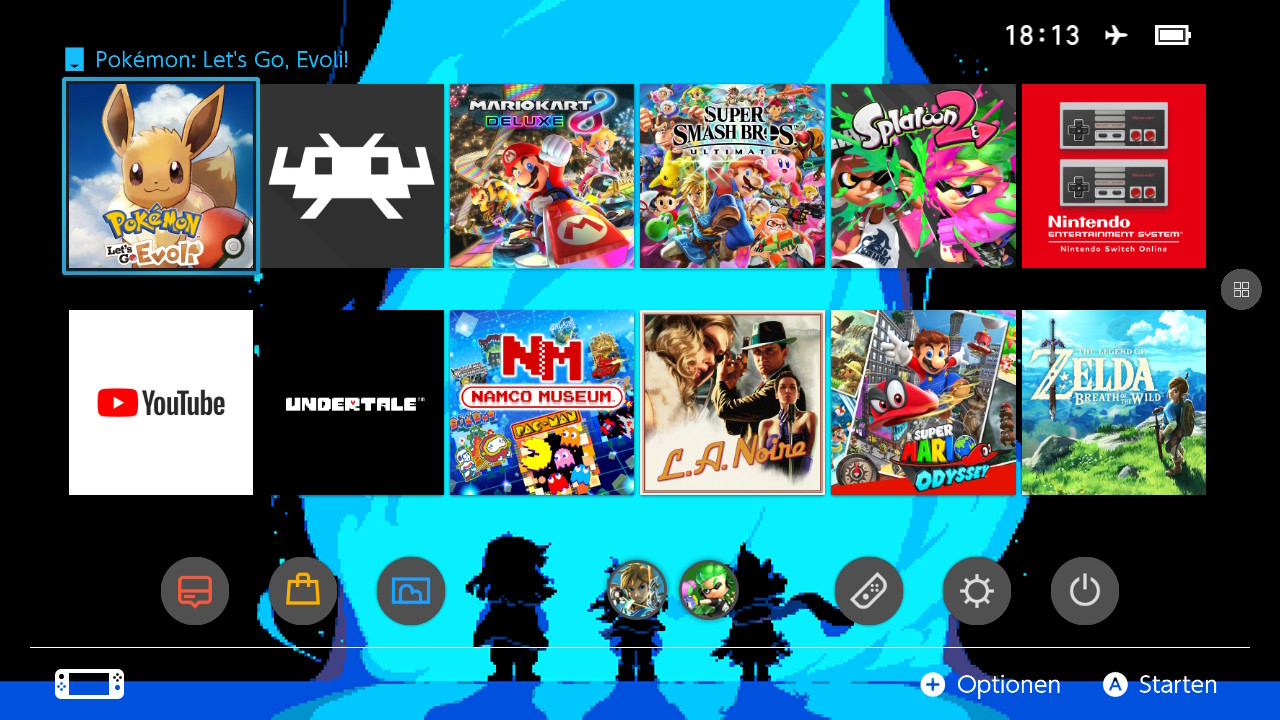 18:13
Pokémon: Let's Go, Evoli!
POKÉMON
Let's Go Evoli!
MARIOKART 8
DELUXE
SUPER
SMASH BROS.
ULTIMATE
Splatoon 2
Nintendo
ENTERTAINMENT SYSTEM™
Nintendo Switch Online
YouTube
UNDERTALE™
NM
NAMCO MUSEUM
PAC-MAN
L.A. Noire
SUPER
MARIO
ODYSSEY
THE LEGEND OF
ZELDA
BREATH OF THE WILD
+ Optionen
A Starten